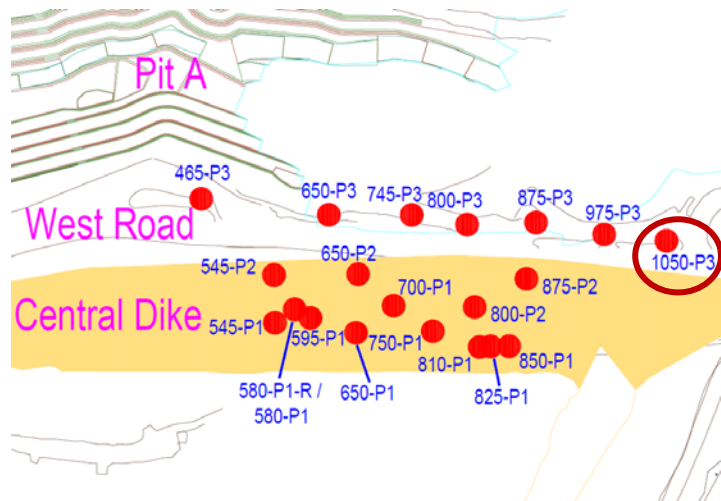 Pit A
465-P3
650-P3
745-P3
800-P3
875-P3
975-P3
1050-P3
West Road
545-P2
650-P2
700-P1
875-P2
800-P2
Central Dike
545-P1
595-P1
750-P1
810-P1
850-P1
580-P1-R /
580-P1
650-P1
825-P1